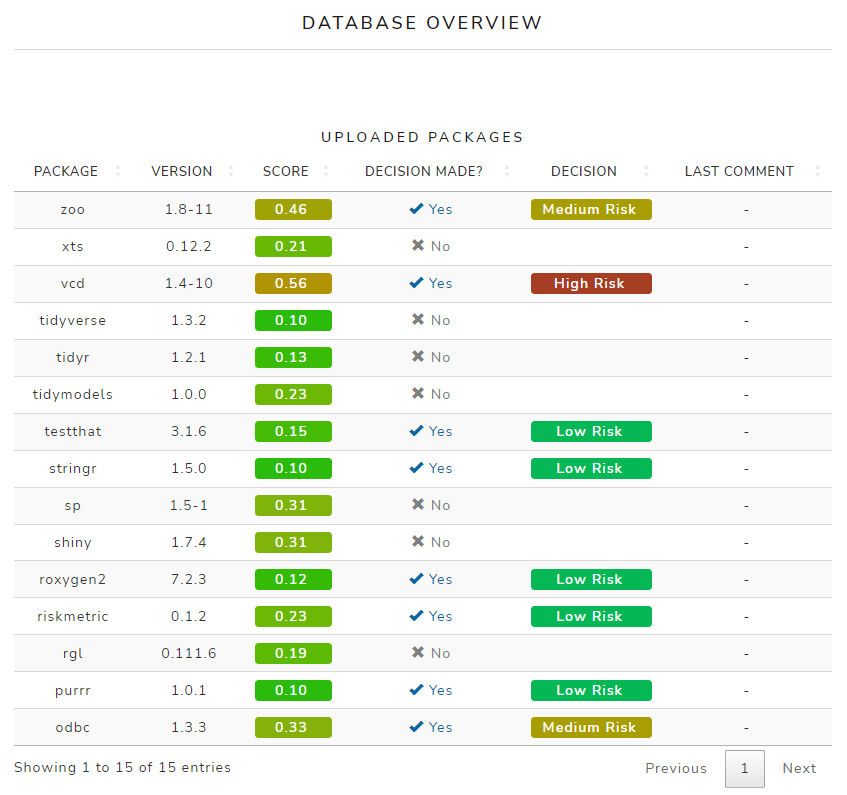 DATABASE OVERVIEW
UPLOADED PACKAGES
PACKAGE VERSION SCORE DECISION MADE? DECISION LAST COMMENT
zoo 1.8-11 0.46 Yes Medium Risk -
xts 0.12.2 0.21 No -
vcd 1.4-10 0.56 Yes High Risk -
tidyverse 1.3.2 0.10 No -
tidyr 1.2.1 0.13 No -
tidymodels 1.0.0 0.23 No -
testthat 3.1.6 0.15 Yes Low Risk -
stringr 1.5.0 0.10 Yes Low Risk -
sp 1.5-1 0.31 No -
shiny 1.7.4 0.31 No -
roxygen2 7.2.3 0.12 Yes Low Risk -
riskmetric 0.1.2 0.23 Yes Low Risk -
rgl 0.111.6 0.19 No -
purrr 1.0.1 0.10 Yes Low Risk -
odbc 1.3.3 0.33 Yes Medium Risk -
Showing 1 to 15 of 15 entries Previous 1 Next